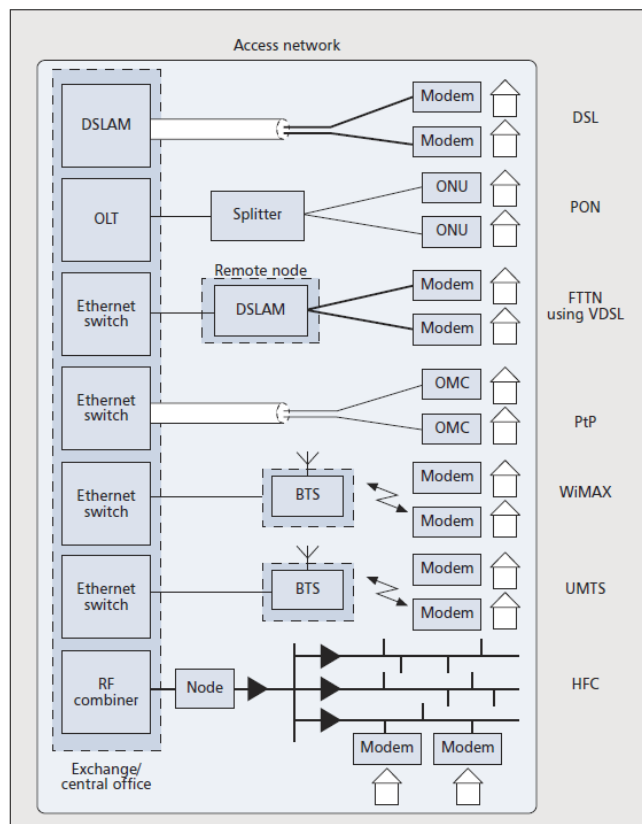 Access network
DSLAM
Modem
Modem
DSL
OLT
Splitter
ONU
ONU
PON
Ethernet
switch
Remote node
DSLAM
Modem
Modem
FTTN
using VDSL
Ethernet
switch
OMC
OMC
PtP
Ethernet
switch
BTS
Modem
Modem
WiMAX
Ethernet
switch
BTS
Modem
Modem
UMTS
RF
combiner
Node
HFC
Modem
Modem
Exchange/
central office